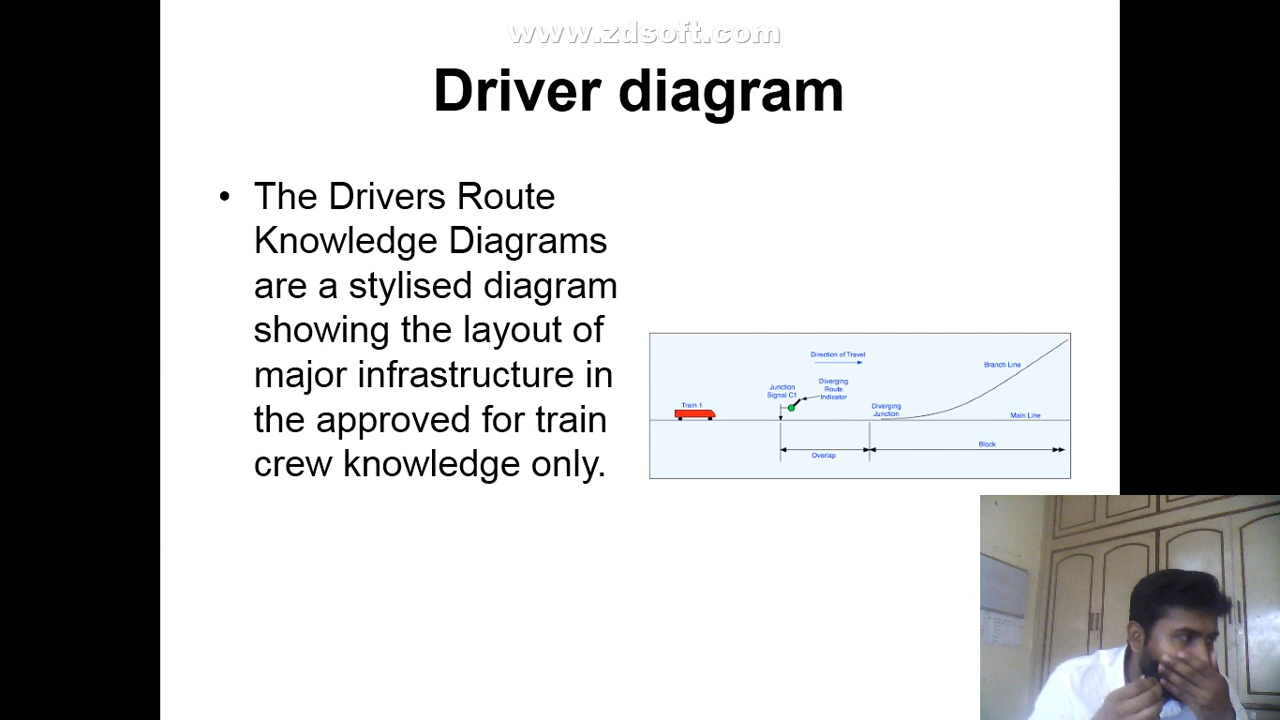 www.zdsoft.com
Driver diagram
• The Drivers Route
Knowledge Diagrams
are a stylised diagram
showing the layout of
major infrastructure in
the approved for train
crew knowledge only.
Direction of Travel
Branch Line
Junction
Signal C1
Diverging
Route
Indicator
Train 1
Diverging
Junction
Main Line
Overlap
Block